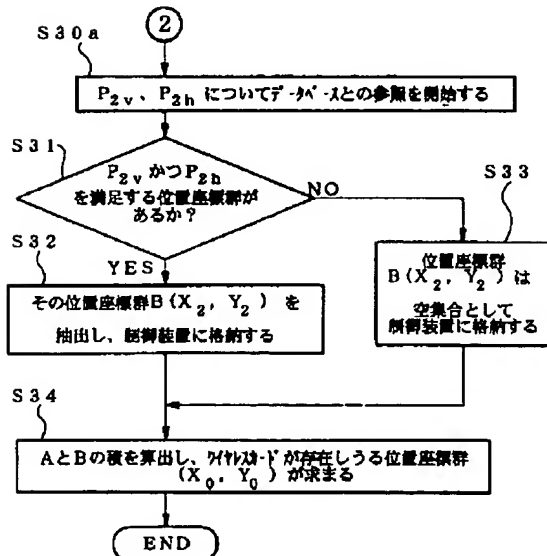 2
S30a
P2v、P2hについてデータベースとの参照を開始する
S31
P2vかつP2h
を満足する位置座標群が
あるか?
NO
S33
S32
YES
位置座標群
B(X2, Y2)は
空集合として
制御装置に格納する
その位置座標群B(X2, Y2)を
抽出し、制御装置に格納する
S34
AとBの積を算出し、ワイヤレスカードが存在しうる位置座標群
(X0, Y0)が求まる
END